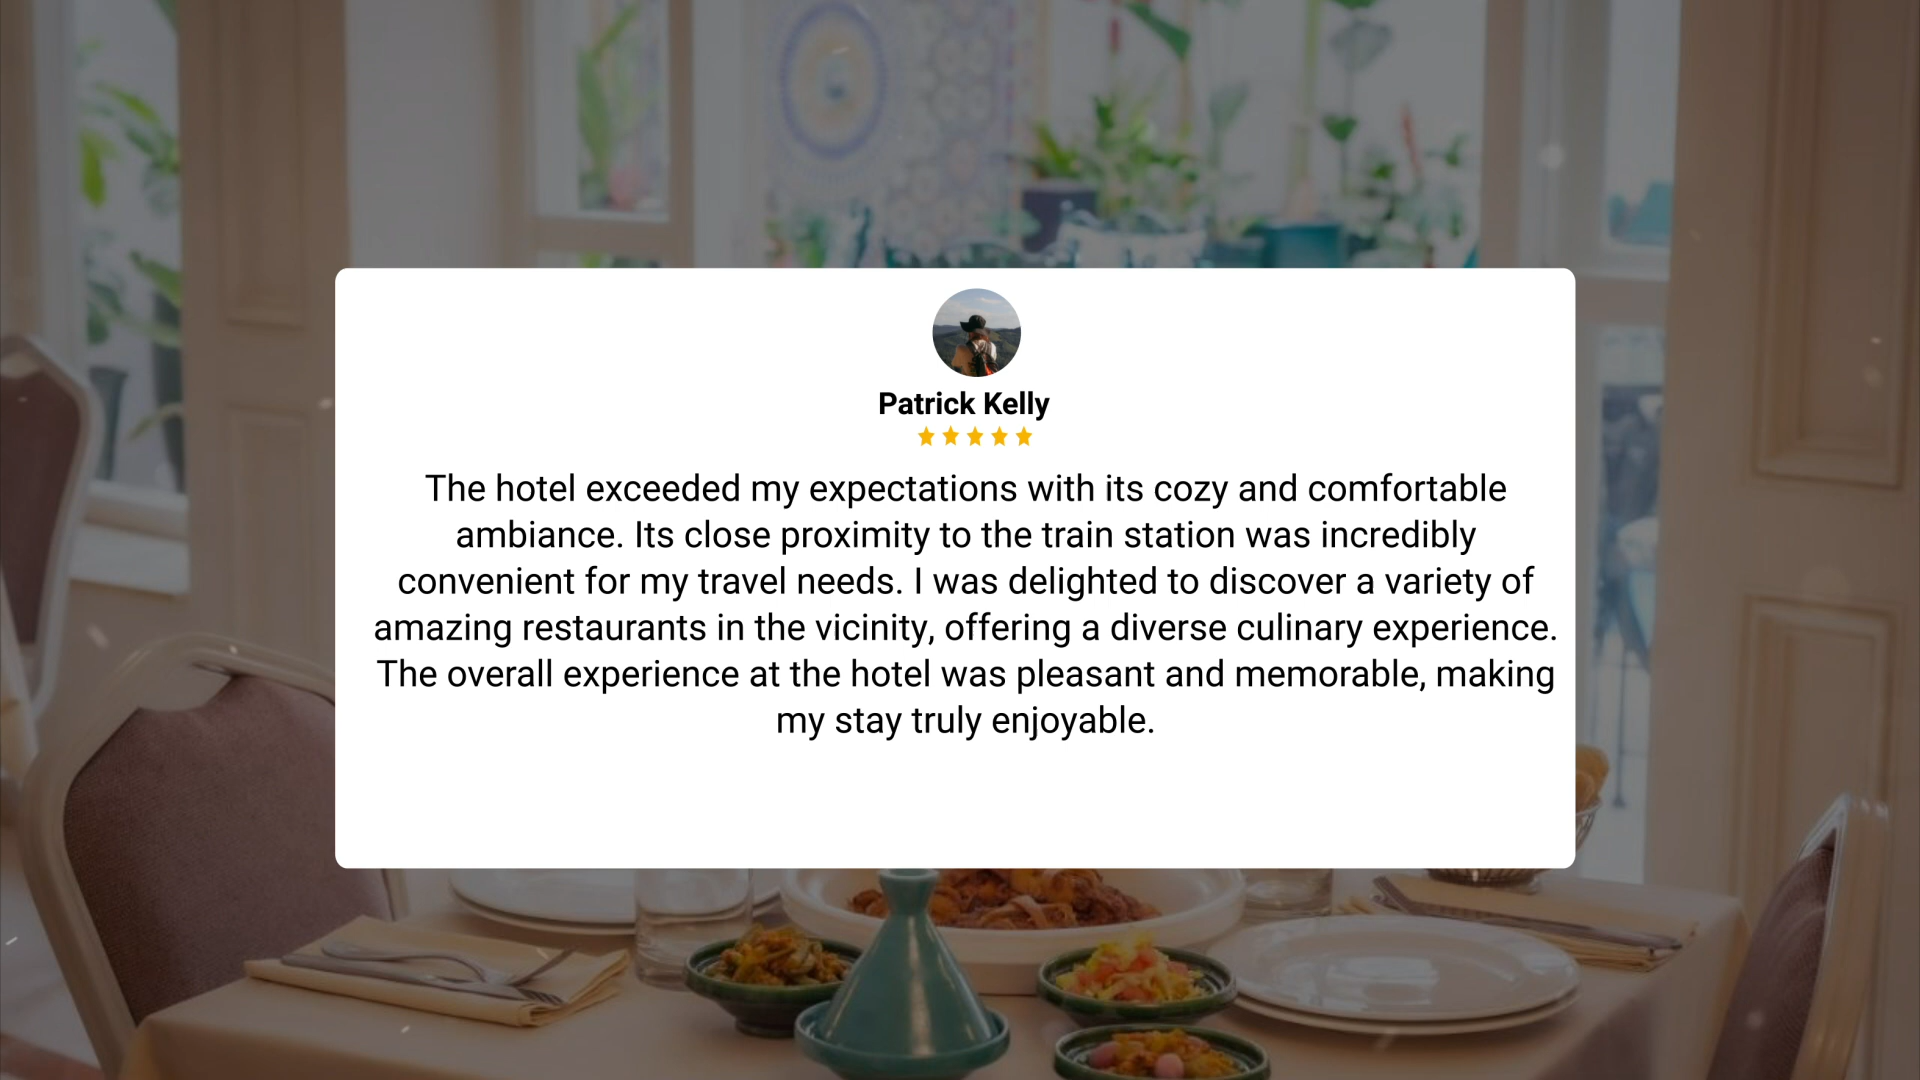 Patrick Kelly
The hotel exceeded my expectations with its cozy and comfortable
ambiance. Its close proximity to the train station was incredibly
convenient for my travel needs. I was delighted to discover a variety of
amazing restaurants in the vicinity, offering a diverse culinary experience.
The overall experience at the hotel was pleasant and memorable, making
my stay truly enjoyable.